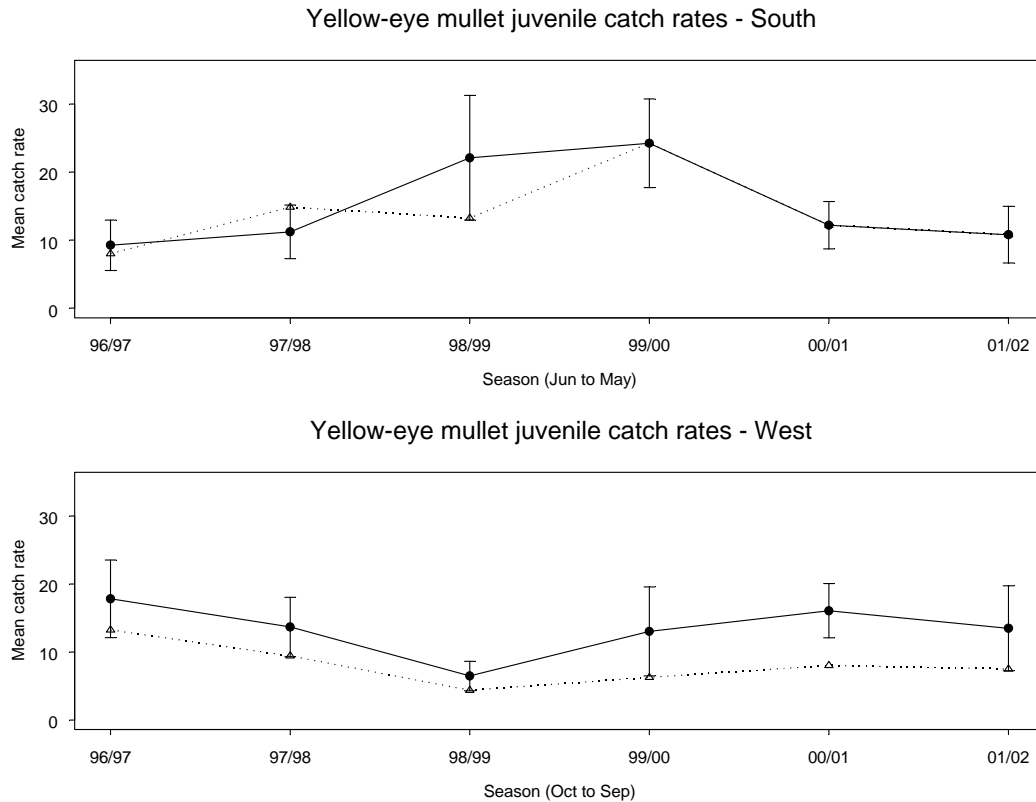 Yellow-eye mullet juvenile catch rates - South
Mean catch rate
30
20
10
0
96/97 97/98 98/99 99/00 00/01 01/02
Season (Jun to May)
Yellow-eye mullet juvenile catch rates - West
Mean catch rate
30
20
10
0
96/97 97/98 98/99 99/00 00/01 01/02
Season (Oct to Sep)